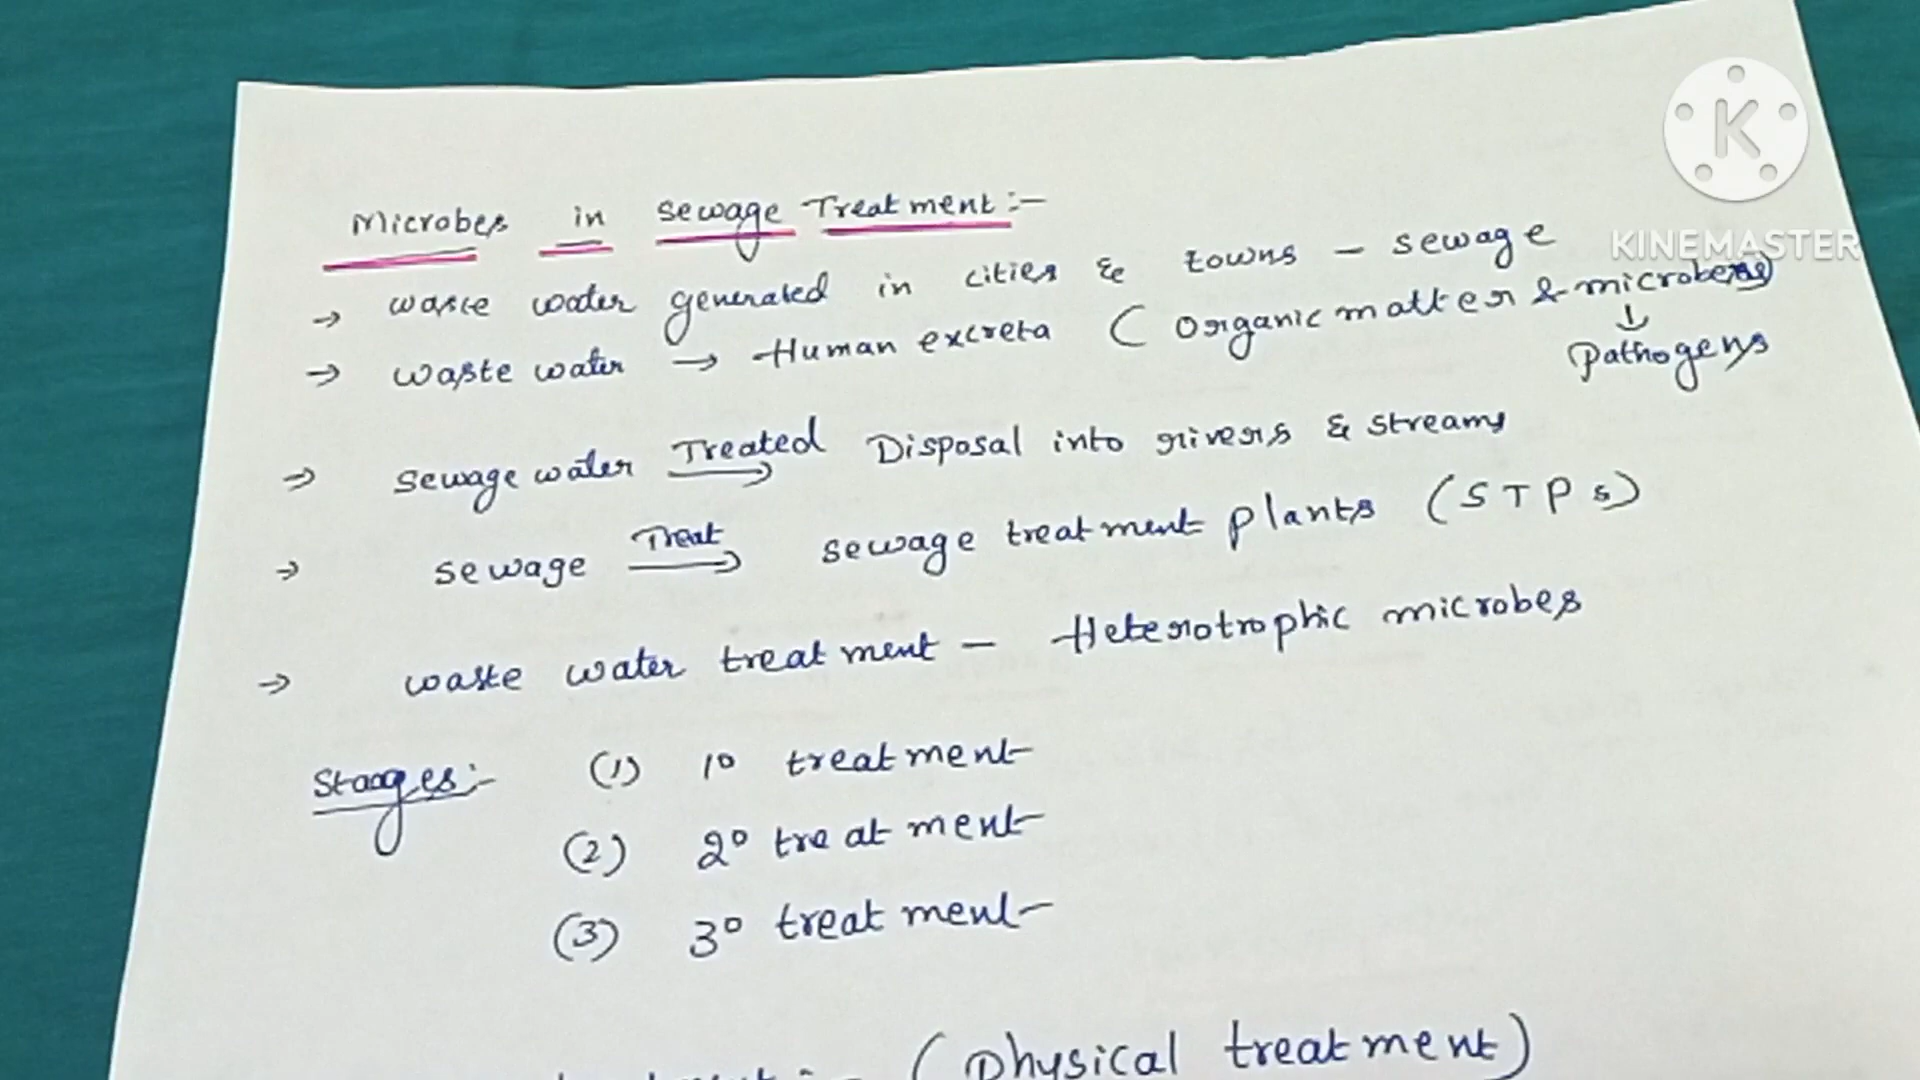 Microbes in sewage Treatment:-
→ waste water generated in cities & towns - sewage
→ waste water → Human excreta (Organic matter & microbes)
↓
Pathogens
→ sewage water Treated → Disposal into rivers & streams
→ sewage Treat → sewage treatment plants (STPs)
→ waste water treatment - Heterotrophic microbes
Stages:- (1) 1° treatment
(2) 2° treatment
(3) 3° treatment
(Physical treatment)
K
KINEMASTER